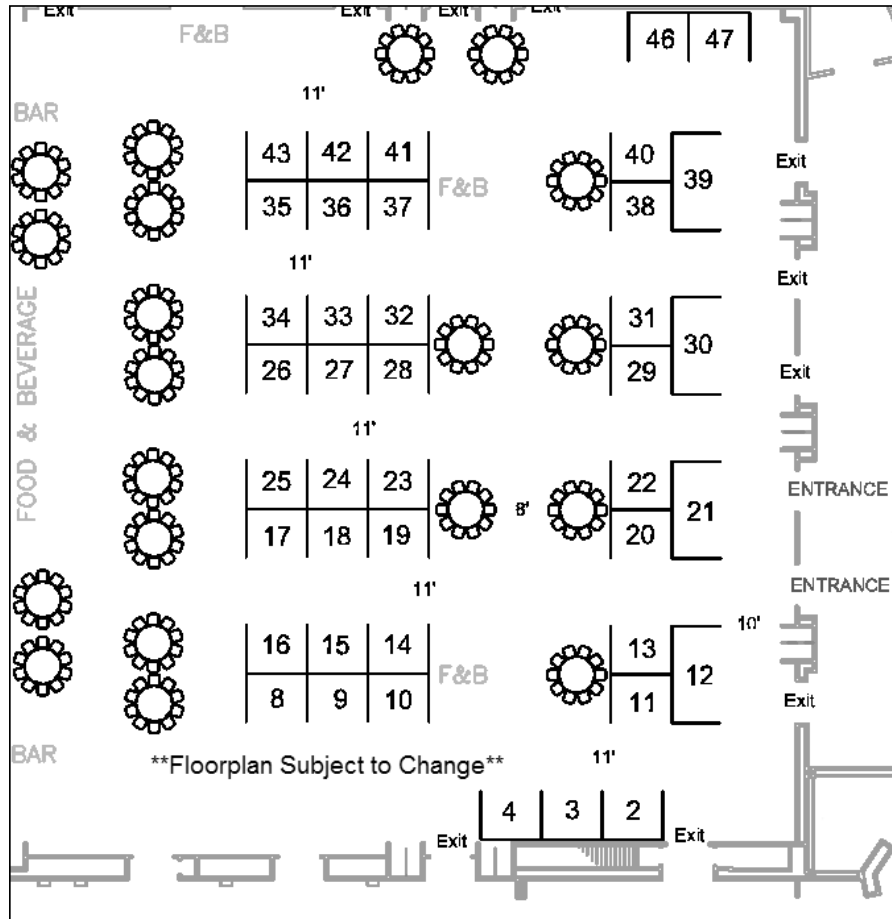 Exit Exit Exit
F&B
46 47
11'
BAR
43 42 41 40 39
Exit
35 36 37 F&B 38
11'
Exit
FOOD & BEVERAGE
34 33 32 31 30
26 27 28 29
Exit
11'
25 24 23 22 21
ENTRANCE
8'
17 18 19 20
11'
ENTRANCE
10'
16 15 14 13 12
F&B
8 9 10 11
Exit
BAR
**Floorplan Subject to Change**
11'
4 3 2
Exit Exit